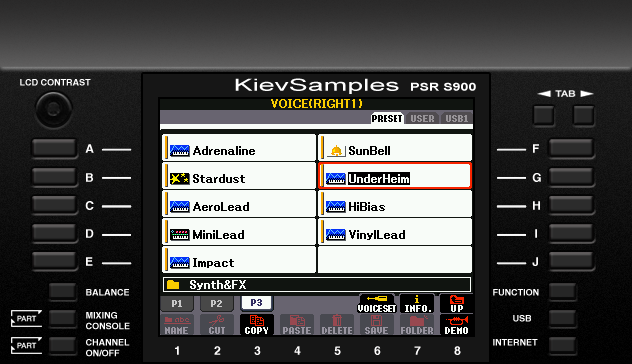 LCD CONTRAST
KievSamples PSR S900
TAB
VOICE(RIGHT1)
PRESET USER USB1
A Adrenaline SunBell F
B Stardust UnderHeim G
C AeroLead HiBias H
D MiniLead VinylLead I
E Impact J
Synth&FX
BALANCE P1 P2 P3 VOICESET INFO. UP FUNCTION
PART MIXING CONSOLE NAME CUT COPY PASTE DELETE SAVE FOLDER DEMO USB
PART CHANNEL ON/OFF INTERNET
1 2 3 4 5 6 7 8